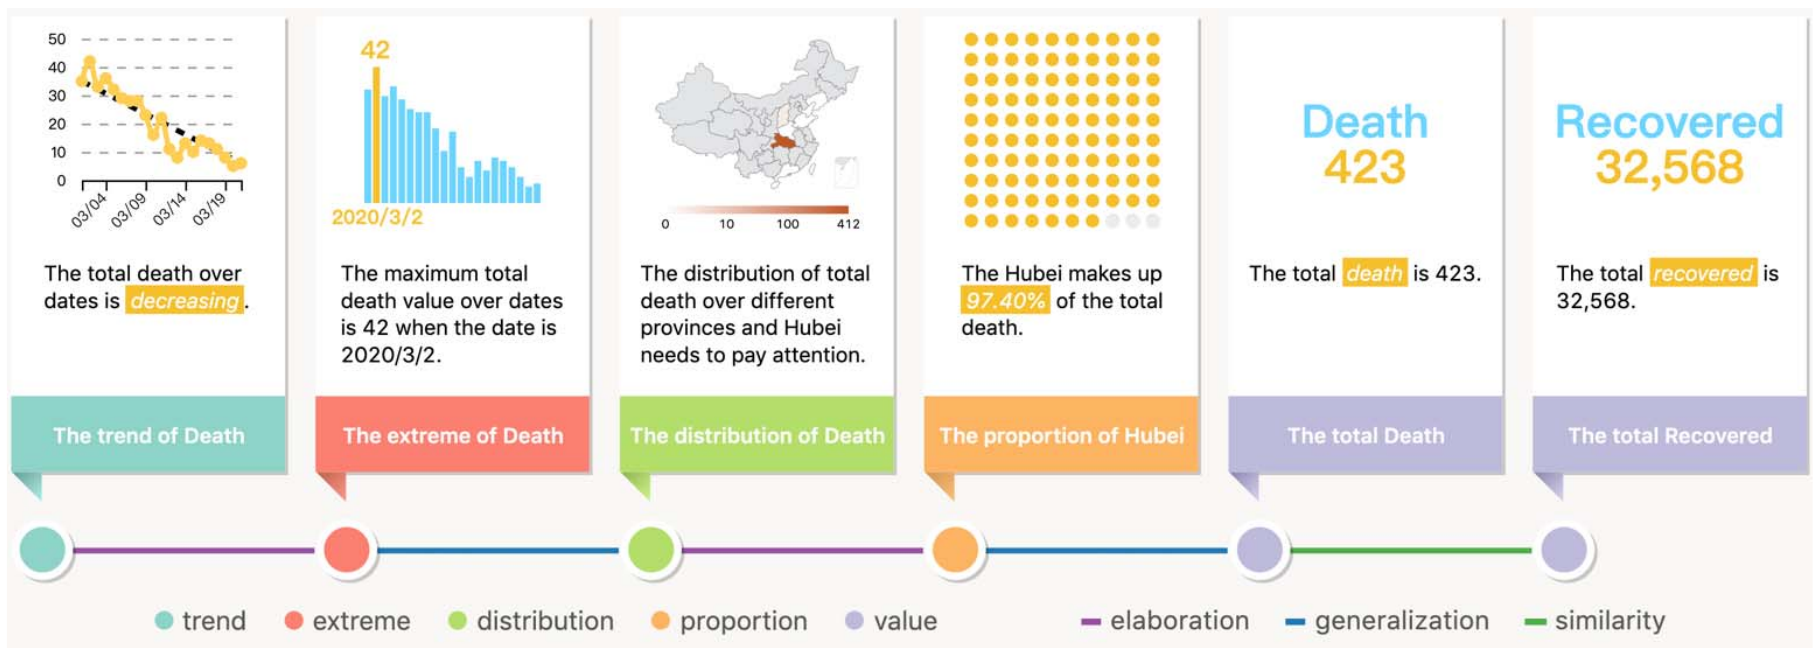 50
40
30
20
10
0
03/04
03/09
03/14
03/19
The total death over
dates is decreasing.
The trend of Death
42
2020/3/2
The maximum total
death value over dates
is 42 when the date is
2020/3/2.
The extreme of Death
0 10 100 412
The distribution of total
death over different
provinces and Hubei
needs to pay attention.
The distribution of Death
The Hubei makes up
97.40% of the total
death.
The proportion of Hubei
Death
423
The total death is 423.
The total Death
Recovered
32,568
The total recovered is
32,568.
The total Recovered
trend extreme distribution proportion value elaboration generalization similarity